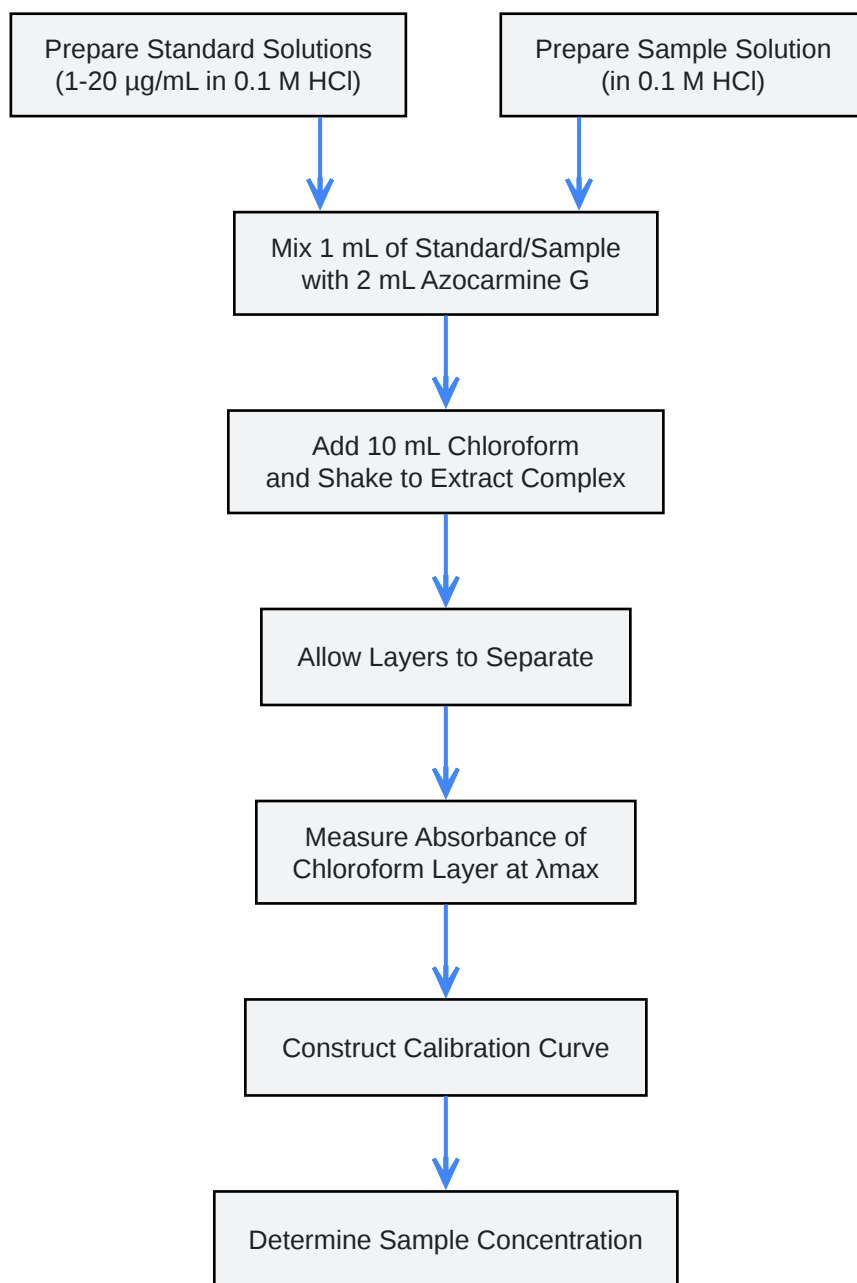 Prepare Standard Solutions
(1-20 µg/mL in 0.1 M HCl)
Prepare Sample Solution
(in 0.1 M HCl)
Mix 1 mL of Standard/Sample
with 2 mL Azocarmine G
Add 10 mL Chloroform
and Shake to Extract Complex
Allow Layers to Separate
Measure Absorbance of
Chloroform Layer at λmax
Construct Calibration Curve
Determine Sample Concentration